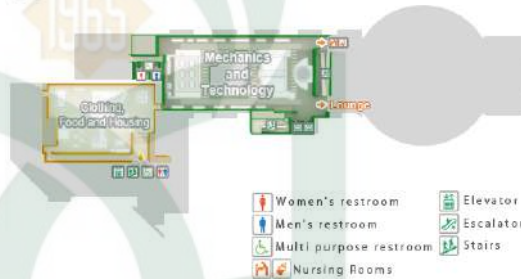 1965
Mechanics
and
Technology
Lounge
Clothing,
Food and Housing
Women's restroom
Men's restroom
Multi purpose restroom
Nursing Rooms
Elevator
Escalator
Stairs